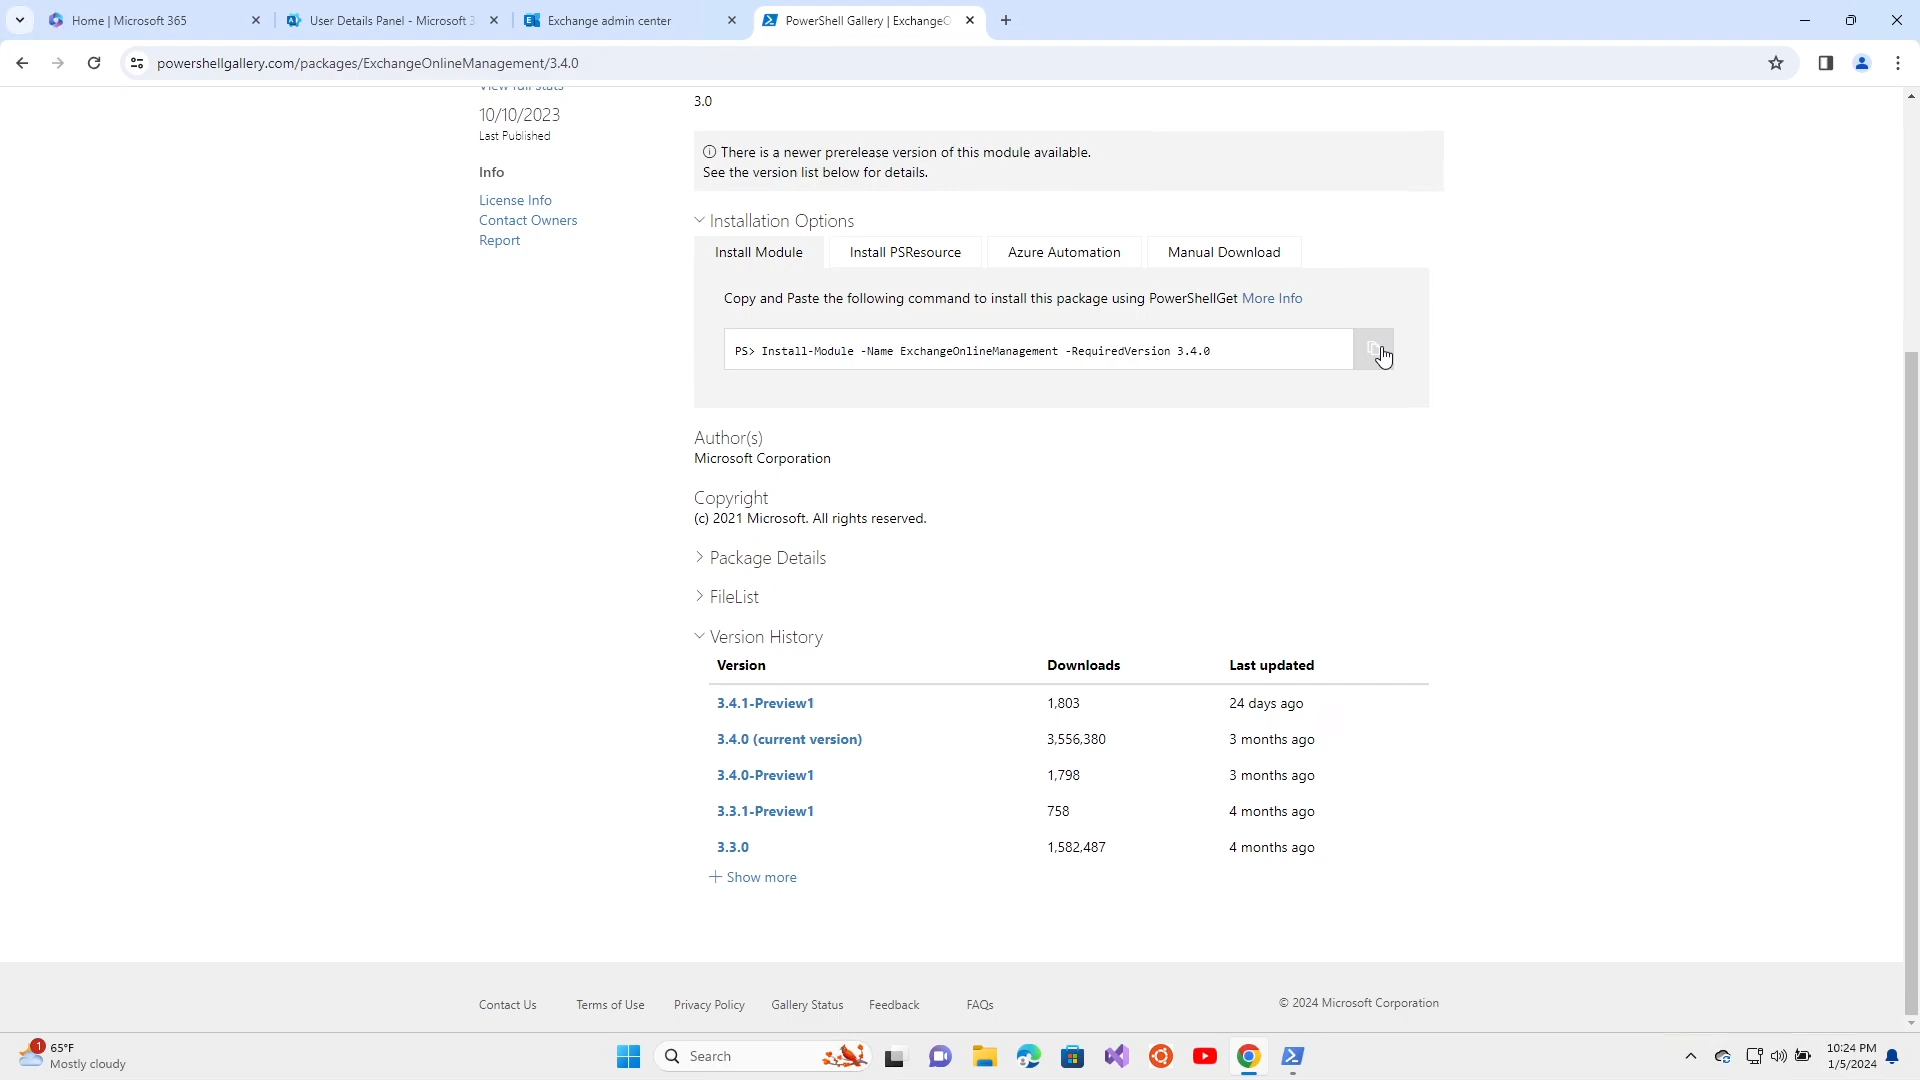 Home | Microsoft 365
User Details Panel - Microsoft 3
Exchange admin center
PowerShell Gallery | ExchangeO
powershellgallery.com/packages/ExchangeOnlineManagement/3.4.0
View full stats
10/10/2023
Last Published
Info
License Info
Contact Owners
Report
3.0
There is a newer prerelease version of this module available.
See the version list below for details.
Installation Options
Install Module
Install PSResource
Azure Automation
Manual Download
Copy and Paste the following command to install this package using PowerShellGet More Info
PS> Install-Module -Name ExchangeOnlineManagement -RequiredVersion 3.4.0
Author(s)
Microsoft Corporation
Copyright
(c) 2021 Microsoft. All rights reserved.
Package Details
FileList
Version History
Version Downloads Last updated
3.4.1-Preview1 1,803 24 days ago
3.4.0 (current version) 3,556,380 3 months ago
3.4.0-Preview1 1,798 3 months ago
3.3.1-Preview1 758 4 months ago
3.3.0 1,582,487 4 months ago
Show more
Contact Us Terms of Use Privacy Policy Gallery Status Feedback FAQs © 2024 Microsoft Corporation
1
65°F
Mostly cloudy
Search
10:24 PM
1/5/2024